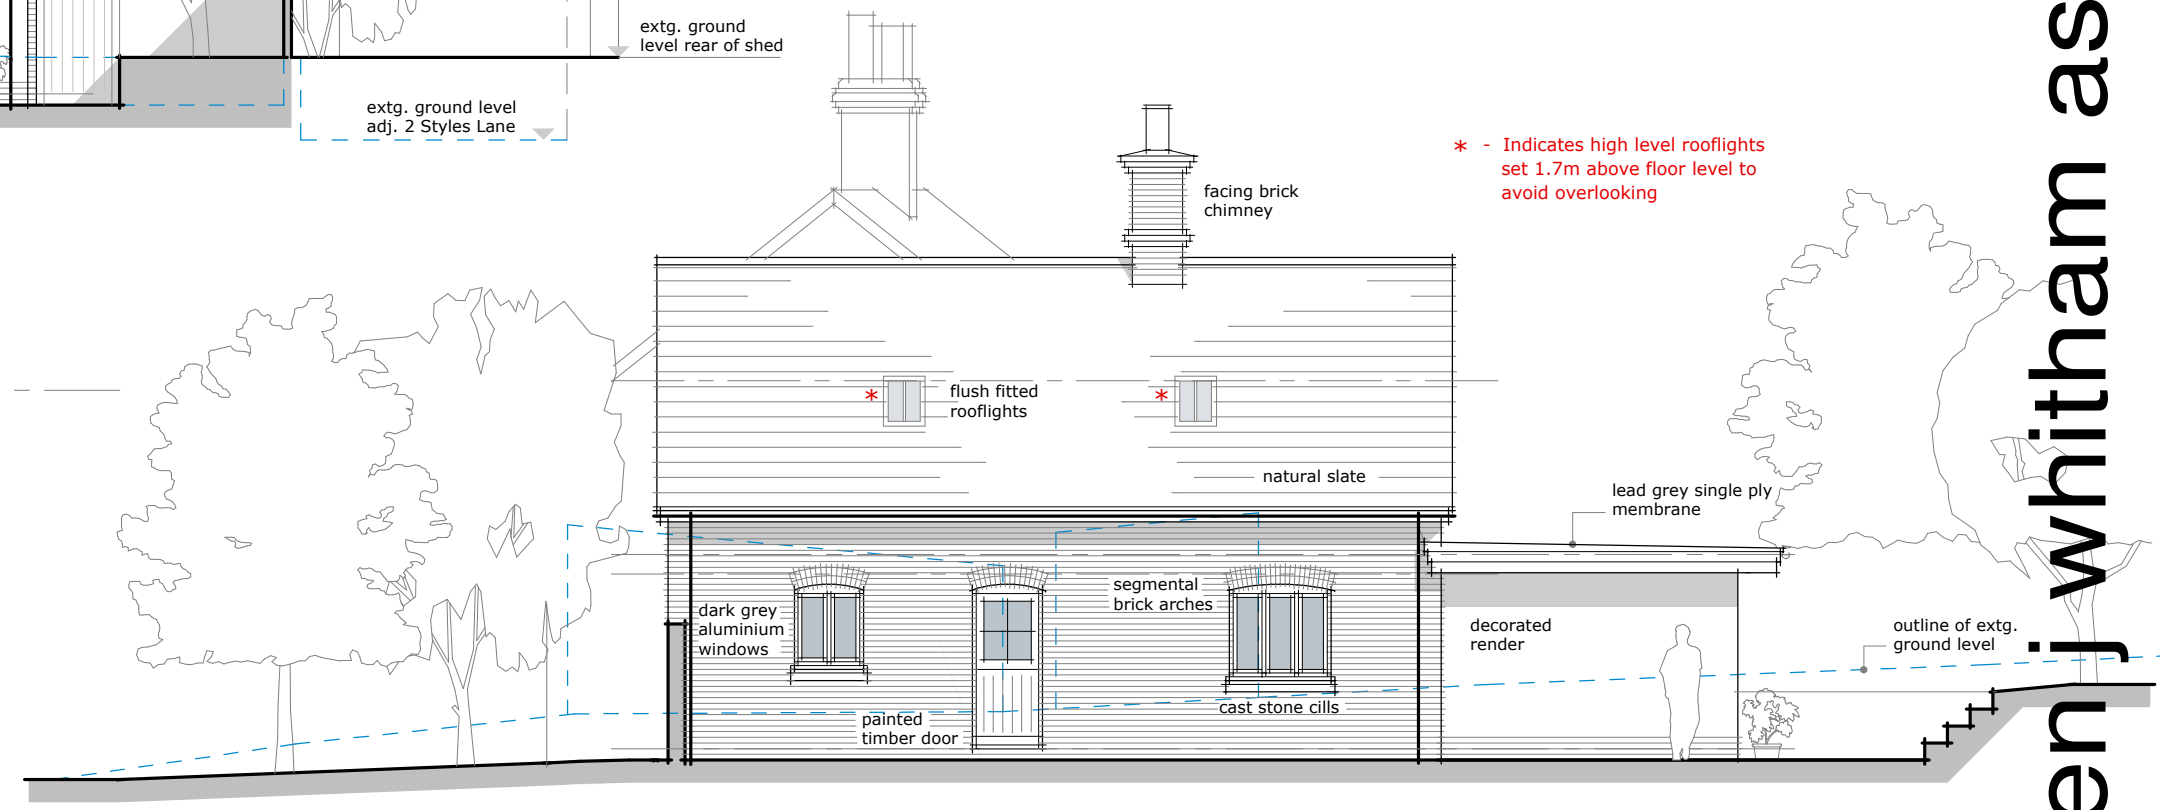 extg. ground
level rear of shed
extg. ground level
adj. 2 Styles Lane
* - Indicates high level rooflights
set 1.7m above floor level to
avoid overlooking
facing brick
chimney
* flush fitted
rooflights
*
natural slate
lead grey single ply
membrane
segmental
brick arches
dark grey
aluminium
windows
decorated
render
outline of extg.
ground level
cast stone cills
painted
timber door
en j whitham as